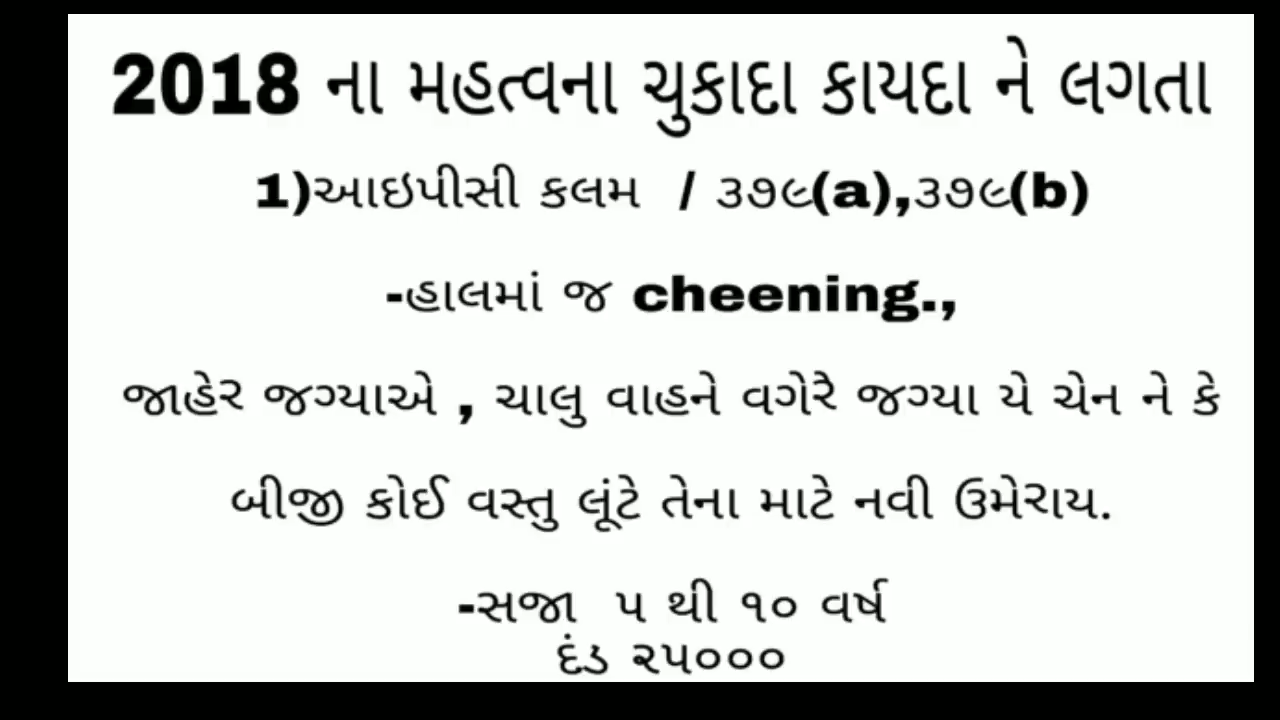 2018 ના મહત્વના ચુકાદા કાયદા ને લગતા
1)આઇપીસી કલમ / ૩૭૯(a),૩૭૯(b)
-હાલમાં જ cheening.,
જાહેર જગ્યાએ , ચાલુ વાહને વગેરે જગ્યા યે ચેન ને કે
બીજી કોઈ વસ્તુ લૂંટે તેના માટે નવી ઉમેરાય.
-સજા ૫ થી ૧૦ વર્ષ
દંડ ૨૫૦૦૦